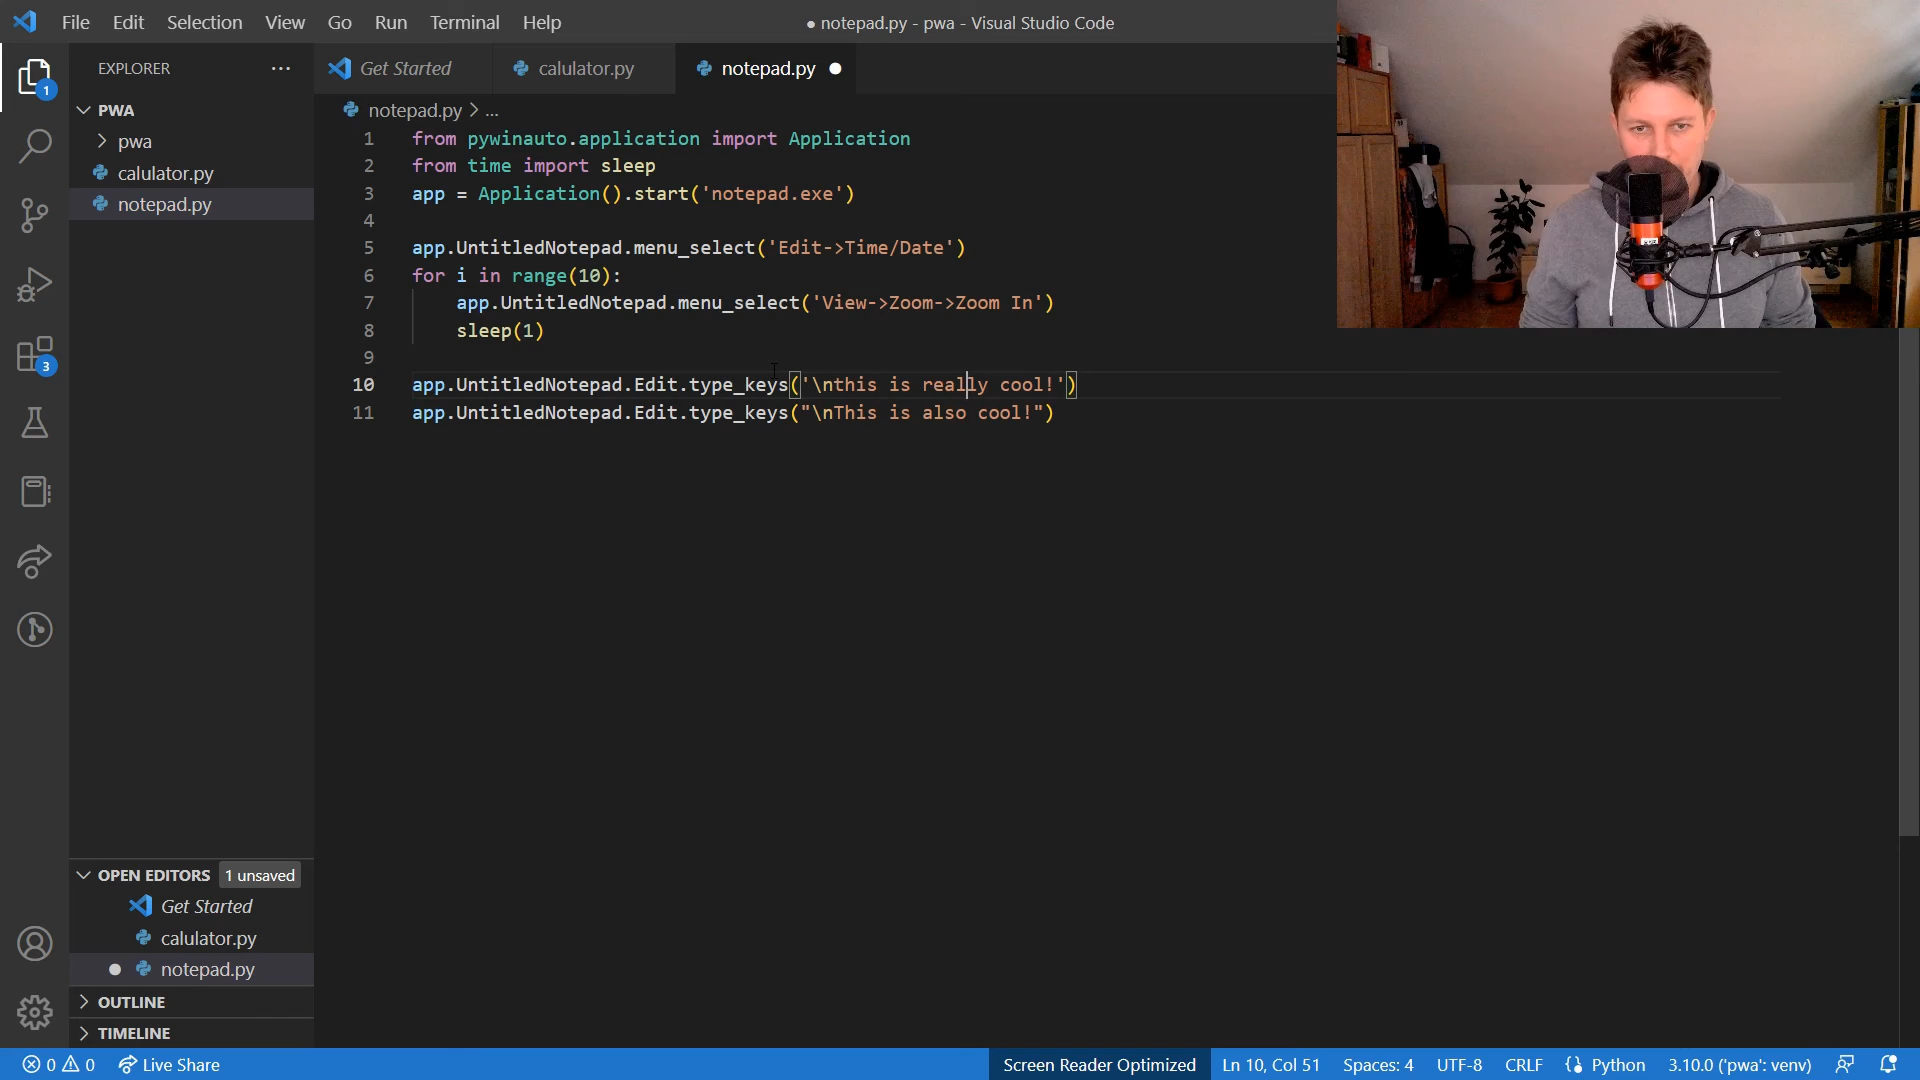 File Edit Selection View Go Run Terminal Help
● notepad.py - pwa - Visual Studio Code
EXPLORER
Get Started
calulator.py
notepad.py
1
PWA
pwa
calulator.py
notepad.py
3
notepad.py > ...
1 from pywinauto.application import Application
2 from time import sleep
3 app = Application().start('notepad.exe')
4
5 app.UntitledNotepad.menu_select('Edit->Time/Date')
6 for i in range(10):
7 app.UntitledNotepad.menu_select('View->Zoom->Zoom In')
8 sleep(1)
9
10 app.UntitledNotepad.Edit.type_keys('\nthis is really cool!')
11 app.UntitledNotepad.Edit.type_keys("\nThis is also cool!")
OPEN EDITORS 1 unsaved
Get Started
calulator.py
notepad.py
OUTLINE
TIMELINE
0 0 Live Share Screen Reader Optimized Ln 10, Col 51 Spaces: 4 UTF-8 CRLF Python 3.10.0 ('pwa': venv)